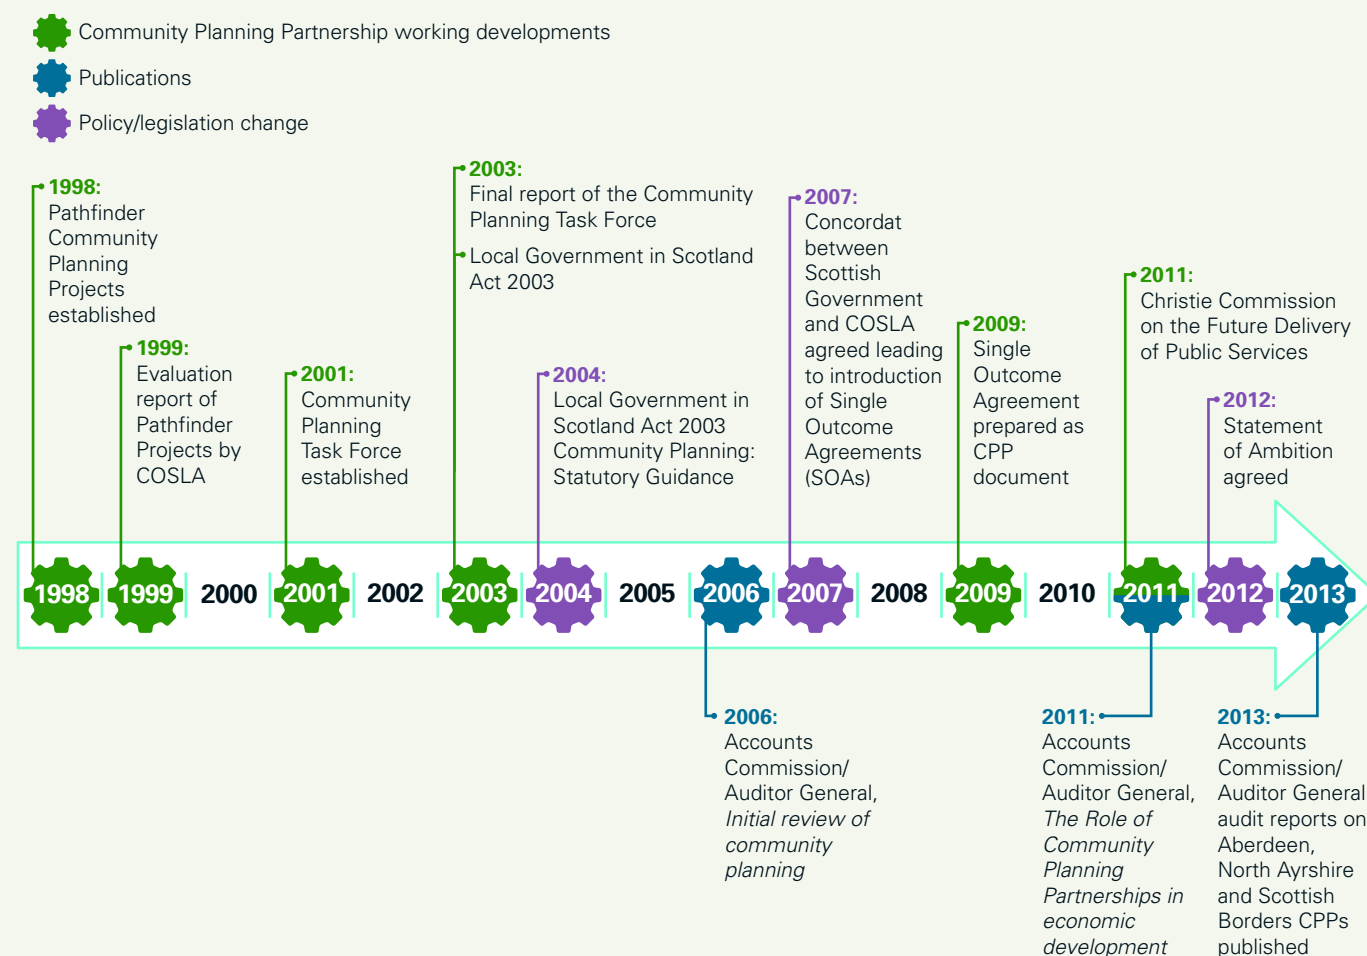 Community Planning Partnership working developments
Publications
Policy/legislation change
1998:
Pathfinder
Community
Planning
Projects
established
1999:
Evaluation
report of
Pathfinder
Projects by
COSLA
2001:
Community
Planning
Task Force
established
2003:
Final report of the Community
Planning Task Force
Local Government in Scotland
Act 2003
2004:
Local Government in
Scotland Act 2003
Community Planning:
Statutory Guidance
2007:
Concordat
between
Scottish
Government
and COSLA
agreed leading
to introduction
of Single
Outcome
Agreements
(SOAs)
2009:
Single
Outcome
Agreement
prepared as
CPP
document
2011:
Christie Commission
on the Future Delivery
of Public Services
2012:
Statement
of Ambition
agreed
1998 1999 2000 2001 2002 2003 2004 2005 2006 2007 2008 2009 2010 2011 2012 2013
2006:
Accounts
Commission/
Auditor General,
Initial review of
community
planning
2011:
Accounts
Commission/
Auditor General,
The Role of
Community
Planning
Partnerships in
economic
development
2013:
Accounts
Commission/
Auditor General
audit reports on
Aberdeen,
North Ayrshire
and Scottish
Borders CPPs
published